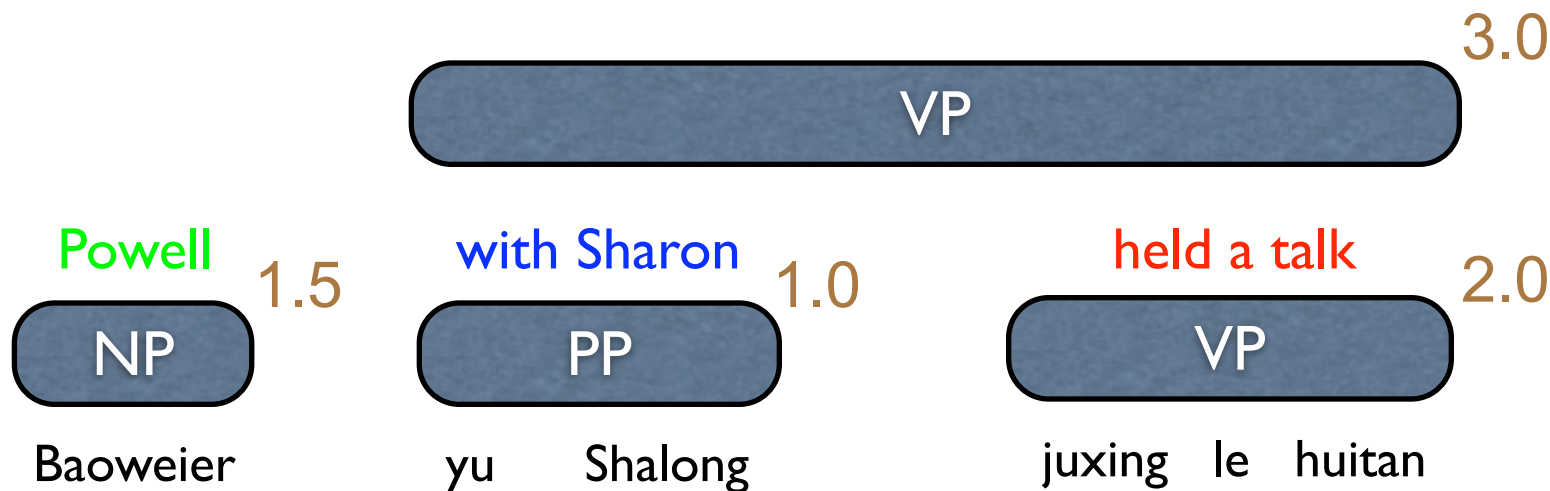 3.0
VP
Powell with Sharon held a talk
1.5 1.0 2.0
NP PP VP
Baoweier yu Shalong juxing le huitan